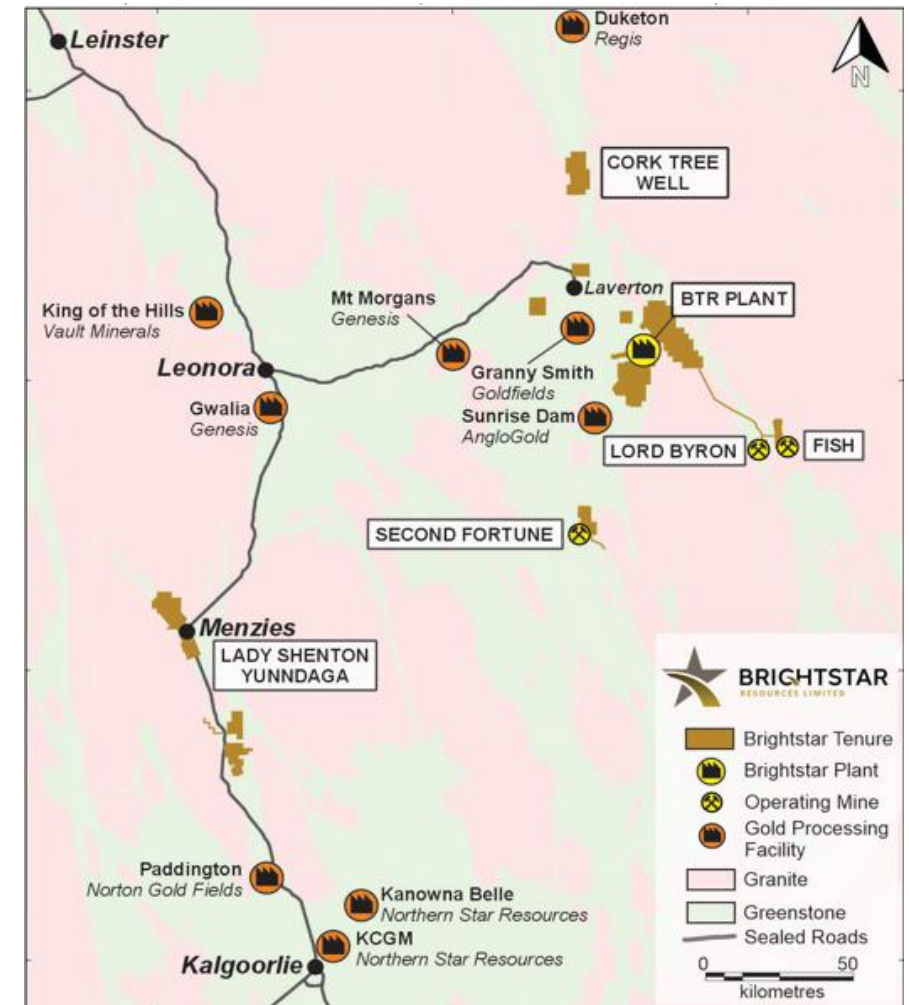 Duketon
Regis
Leinster
N
CORK TREE
WELL
Laverton
King of the Hills
Vault Minerals
Mt Morgans
Genesis
BTR PLANT
Leonora
Granny Smith
Goldfields
Gwalia
Genesis
Sunrise Dam
AngloGold
LORD BYRON
FISH
SECOND FORTUNE
Menzies
LADY SHENTON
YUNNDAGA
BRIGHTSTAR
RESOURCES LIMITED
Brightstar Tenure
Brightstar Plant
Operating Mine
Gold Processing
Facility
Granite
Greenstone
Sealed Roads
0 50
kilometres
Paddington
Norton Gold Fields
Kanowna Belle
Northern Star Resources
KCGM
Northern Star Resources
Kalgoorlie